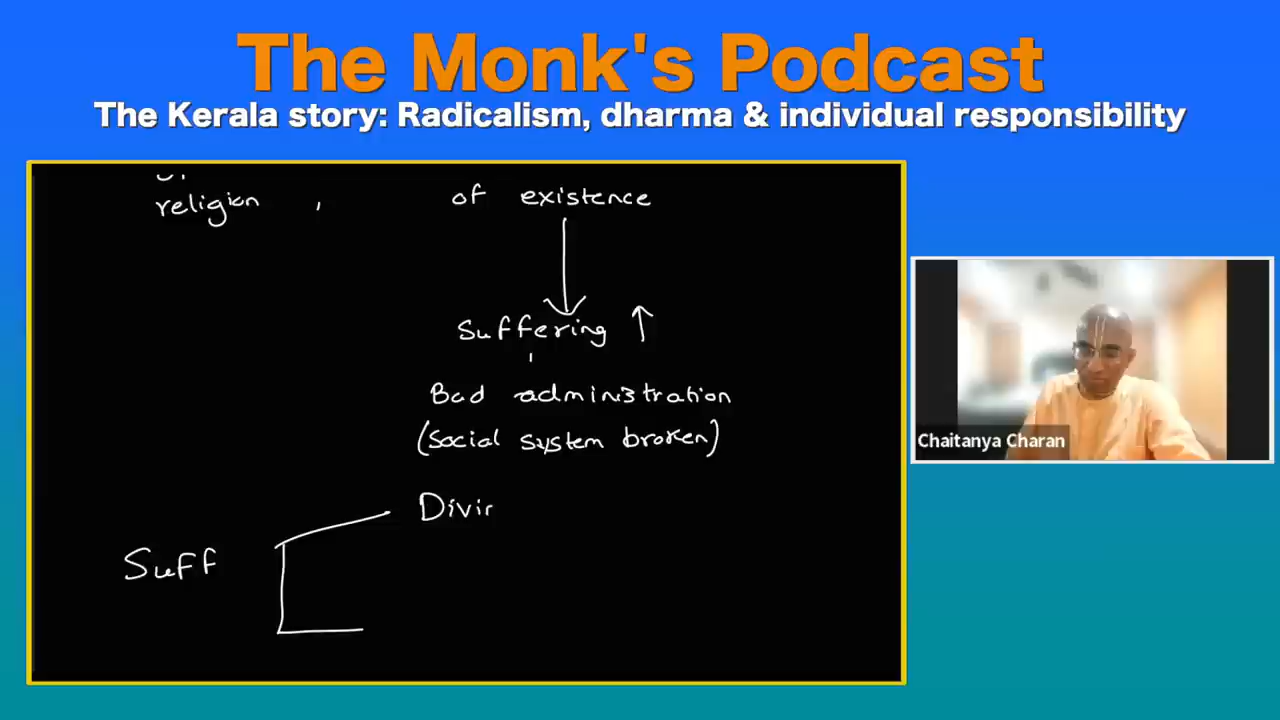 The Monk's Podcast
The Kerala story: Radicalism, dharma & individual responsibility
religion , of existence
Suffering ↑
Bad administration
(Social system broken)
Divir
Suff
Chaitanya Charan